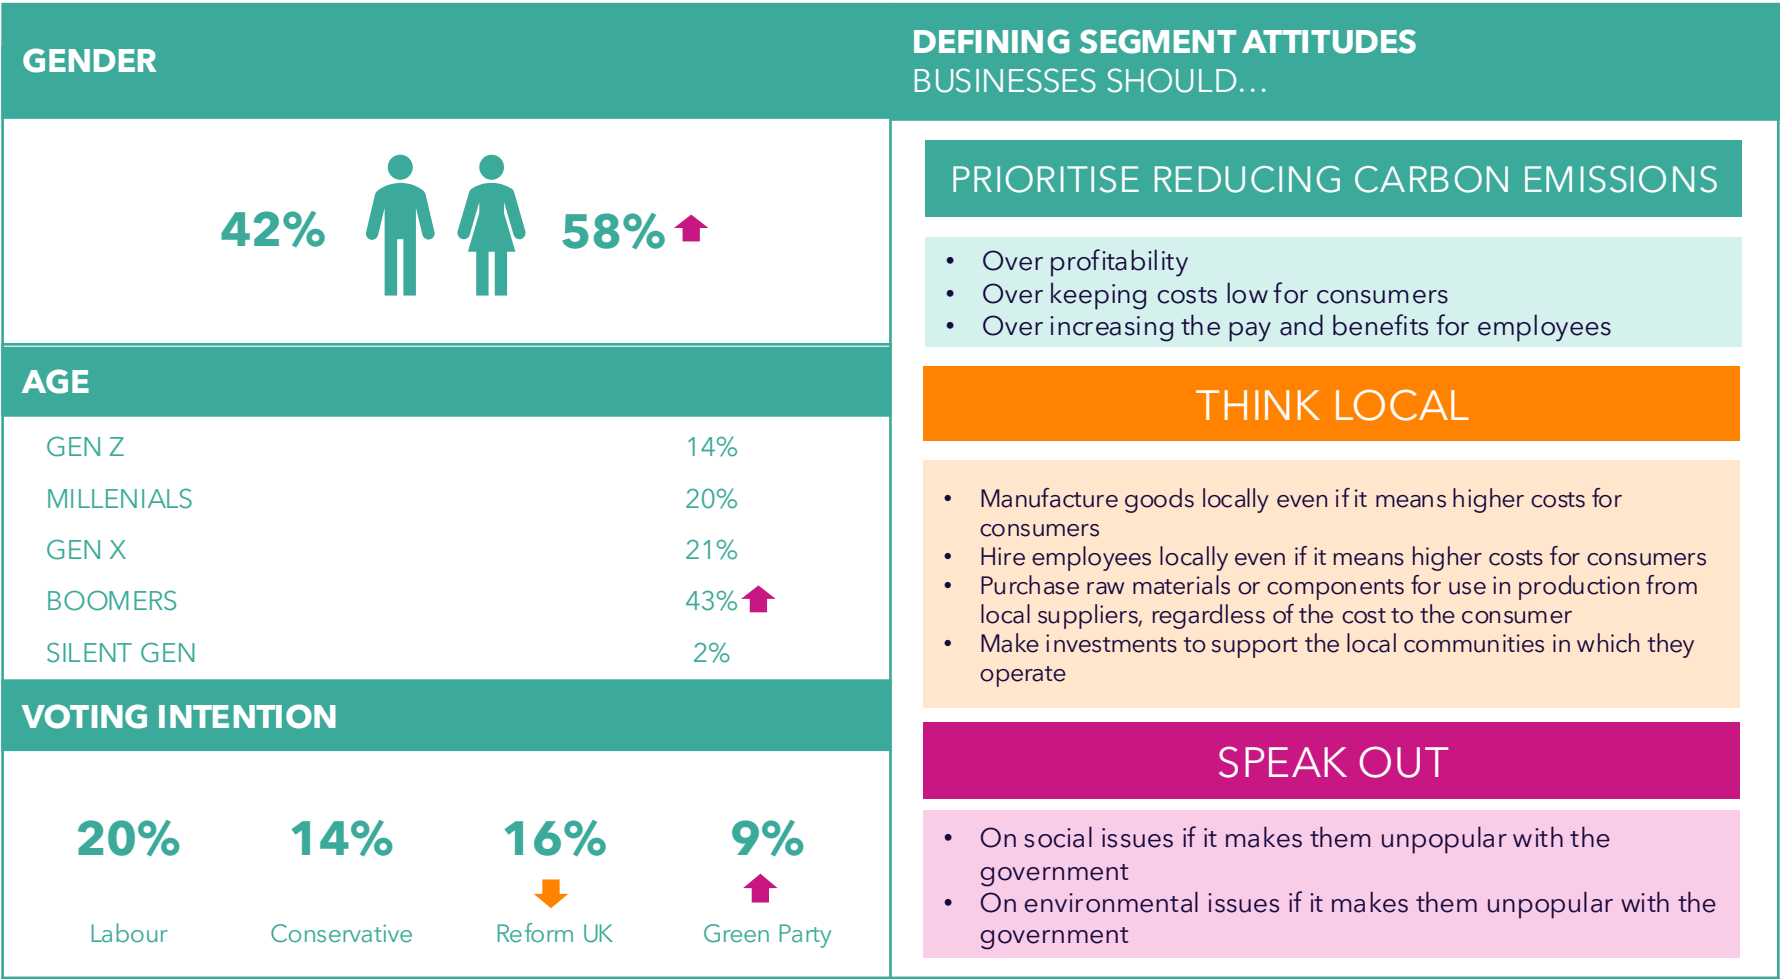 GENDER
42%
58%
AGE
GEN Z 14%
MILLENIALS 20%
GEN X 21%
BOOMERS 43%
SILENT GEN 2%
VOTING INTENTION
20% 14% 16% 9%
Labour Conservative Reform UK Green Party
DEFINING SEGMENT ATTITUDES
BUSINESSES SHOULD...
PRIORITISE REDUCING CARBON EMISSIONS
• Over profitability
• Over keeping costs low for consumers
• Over increasing the pay and benefits for employees
THINK LOCAL
• Manufacture goods locally even if it means higher costs for
consumers
• Hire employees locally even if it means higher costs for consumers
• Purchase raw materials or components for use in production from
local suppliers, regardless of the cost to the consumer
• Make investments to support the local communities in which they
operate
SPEAK OUT
• On social issues if it makes them unpopular with the
government
• On environmental issues if it makes them unpopular with the
government